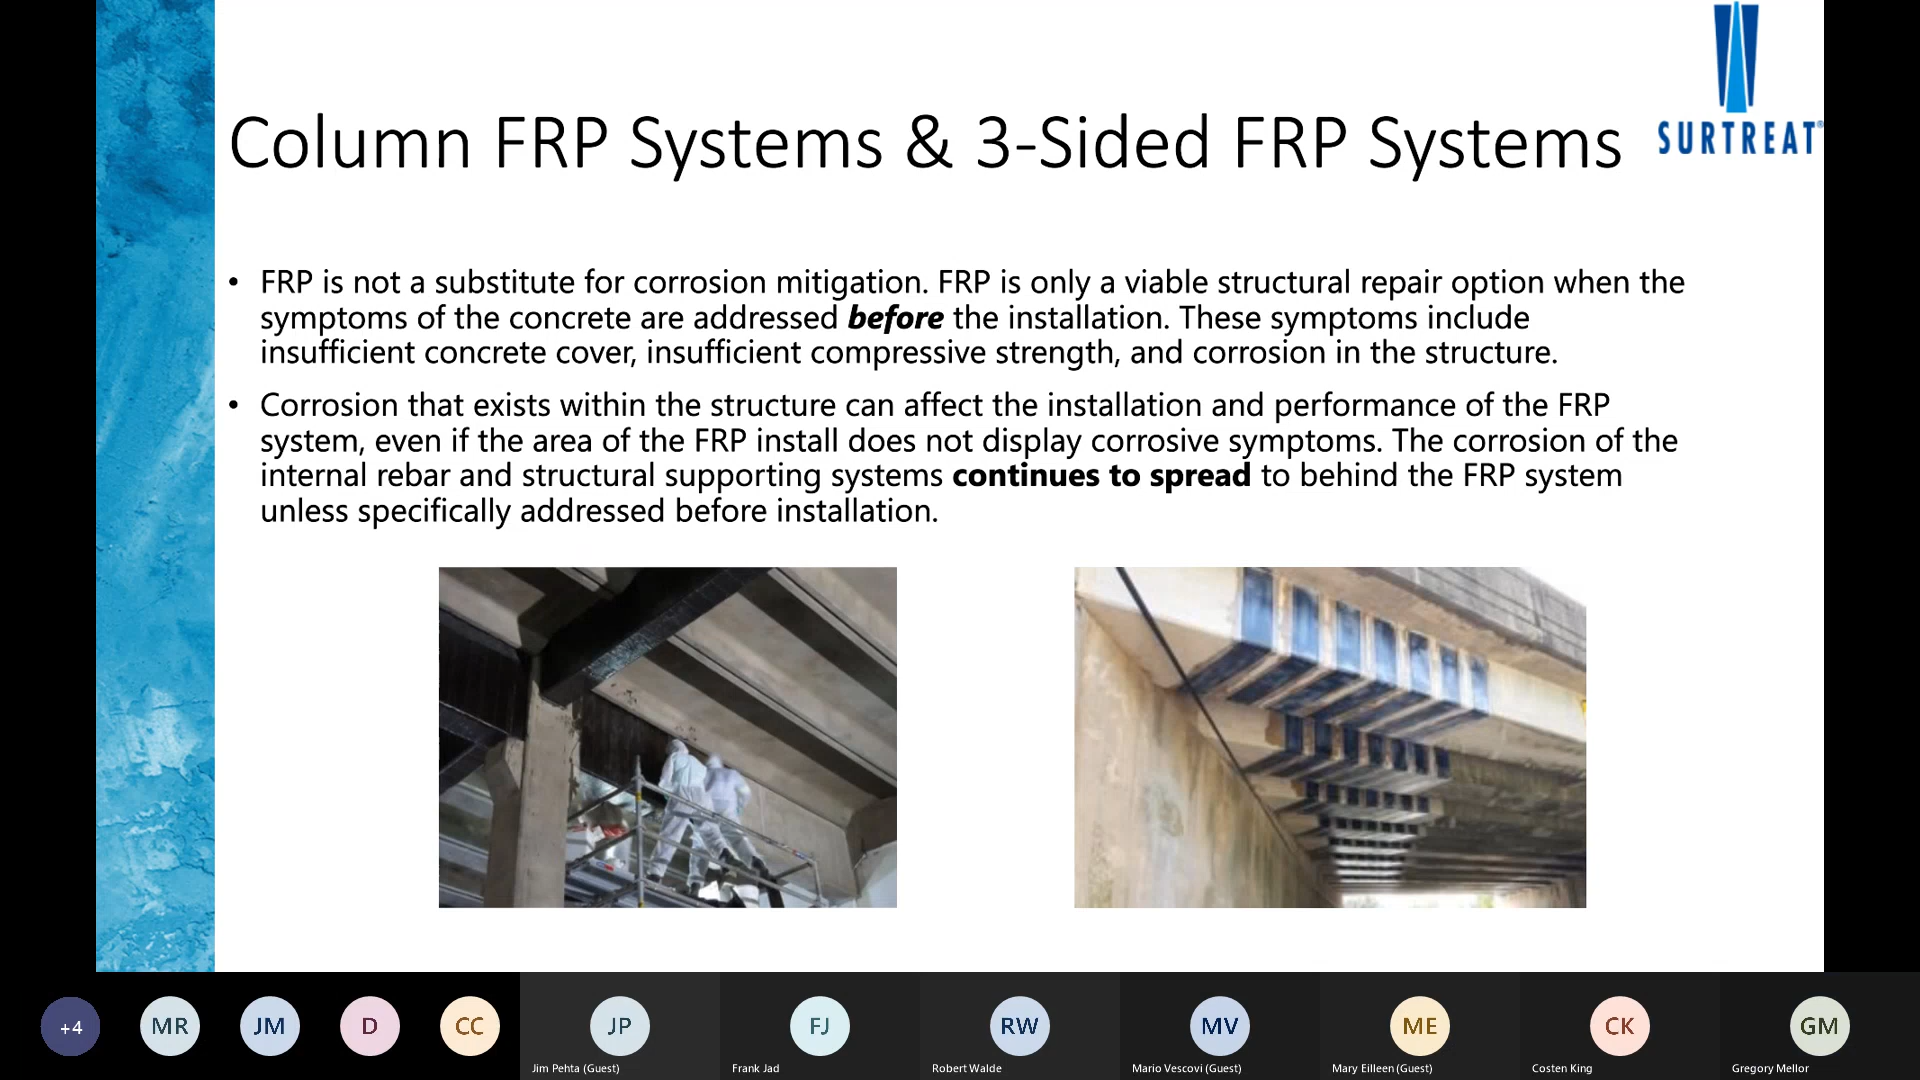 SURTREAT®
Column FRP Systems & 3-Sided FRP Systems
• FRP is not a substitute for corrosion mitigation. FRP is only a viable structural repair option when the
symptoms of the concrete are addressed before the installation. These symptoms include
insufficient concrete cover, insufficient compressive strength, and corrosion in the structure.
• Corrosion that exists within the structure can affect the installation and performance of the FRP
system, even if the area of the FRP install does not display corrosive symptoms. The corrosion of the
internal rebar and structural supporting systems continues to spread to behind the FRP system
unless specifically addressed before installation.
+4
MR
JM
D
CC
JP
FJ
RW
MV
ME
CK
GM
Jim Pehta (Guest)
Frank Jad
Robert Walde
Mario Vescovi (Guest)
Mary Eilleen (Guest)
Costen King
Gregory Mellor